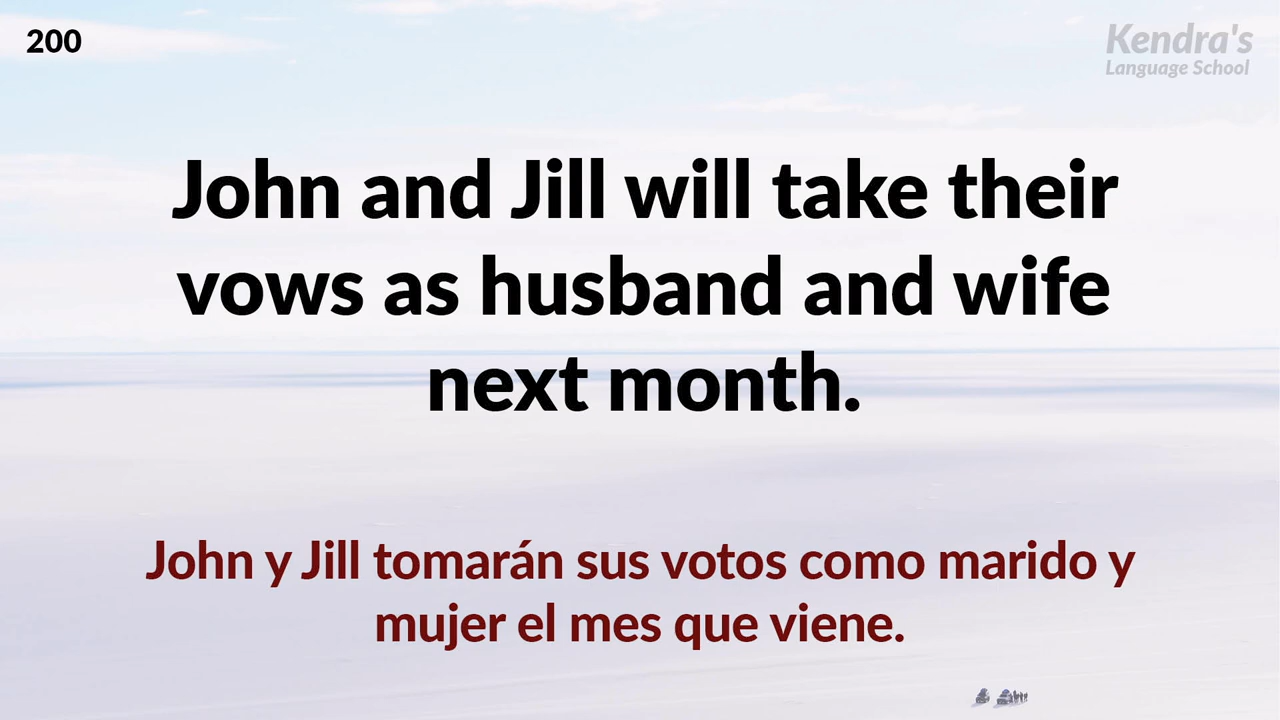 200
Kendra's
Language School
John and Jill will take their
vows as husband and wife
next month.
John y Jill tomarán sus votos como marido y
mujer el mes que viene.